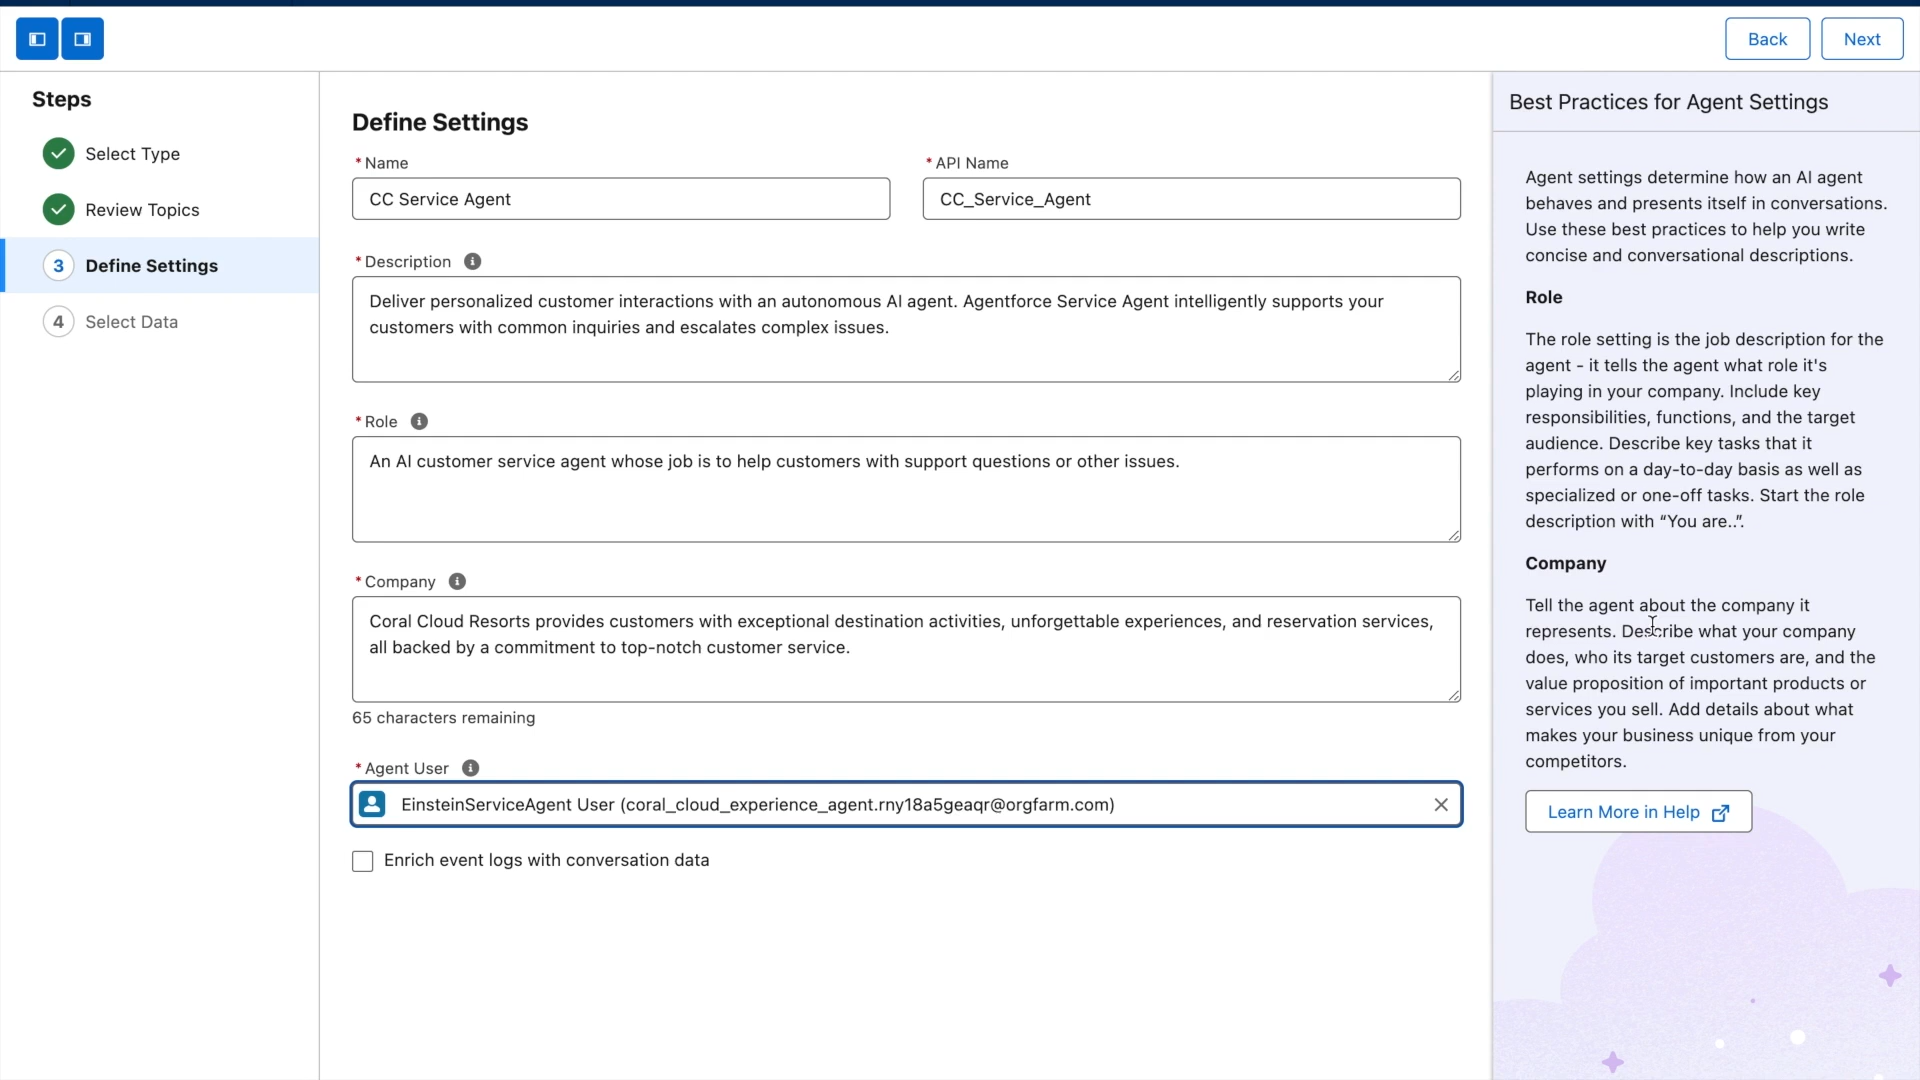 Back
Next
Steps
Select Type
Review Topics
3
Define Settings
4
Select Data
Define Settings
*Name
CC Service Agent
*API Name
CC_Service_Agent
*Description
Deliver personalized customer interactions with an autonomous AI agent. Agentforce Service Agent intelligently supports your
customers with common inquiries and escalates complex issues.
*Role
An AI customer service agent whose job is to help customers with support questions or other issues.
*Company
Coral Cloud Resorts provides customers with exceptional destination activities, unforgettable experiences, and reservation services,
all backed by a commitment to top-notch customer service.
65 characters remaining
*Agent User
EinsteinServiceAgent User (coral_cloud_experience_agent.rny18a5geaqr@orgfarm.com)
Enrich event logs with conversation data
Best Practices for Agent Settings
Agent settings determine how an AI agent
behaves and presents itself in conversations.
Use these best practices to help you write
concise and conversational descriptions.
Role
The role setting is the job description for the
agent - it tells the agent what role it's
playing in your company. Include key
responsibilities, functions, and the target
audience. Describe key tasks that it
performs on a day-to-day basis as well as
specialized or one-off tasks. Start the role
description with “You are..”.
Company
Tell the agent about the company it
represents. Describe what your company
does, who its target customers are, and the
value proposition of important products or
services you sell. Add details about what
makes your business unique from your
competitors.
Learn More in Help